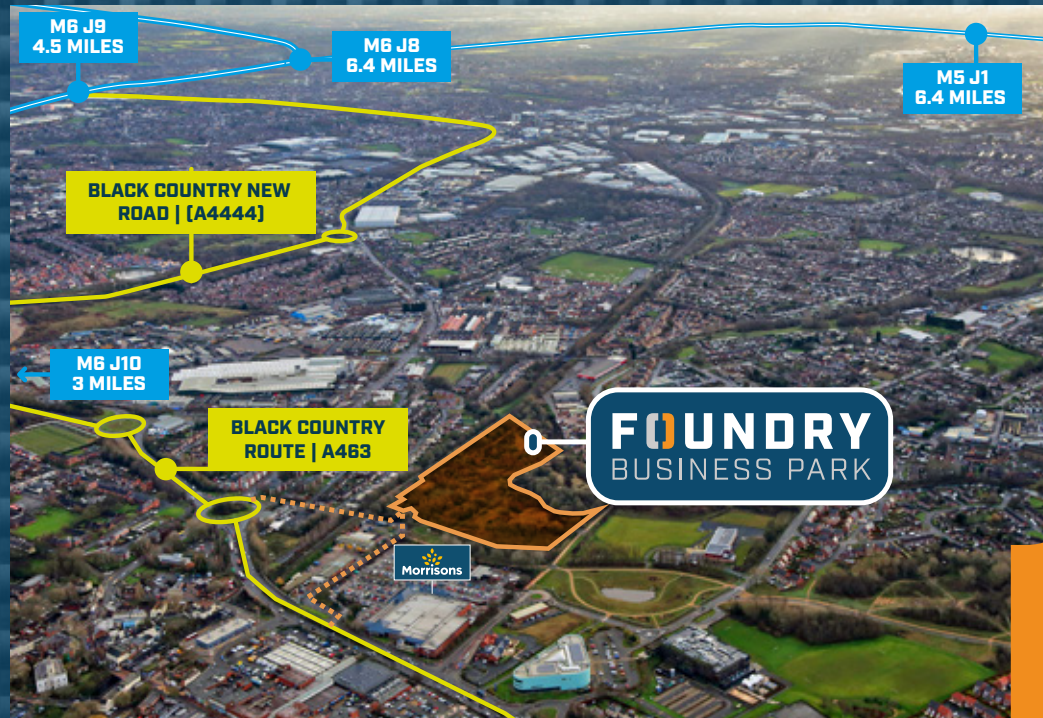 M6 J9
4.5 MILES
M6 J8
6.4 MILES
M5 J1
6.4 MILES
BLACK COUNTRY NEW
ROAD | (A4444)
M6 J10
3 MILES
BLACK COUNTRY
ROUTE | A463
FOUNDRY
BUSINESS PARK
Morrisons